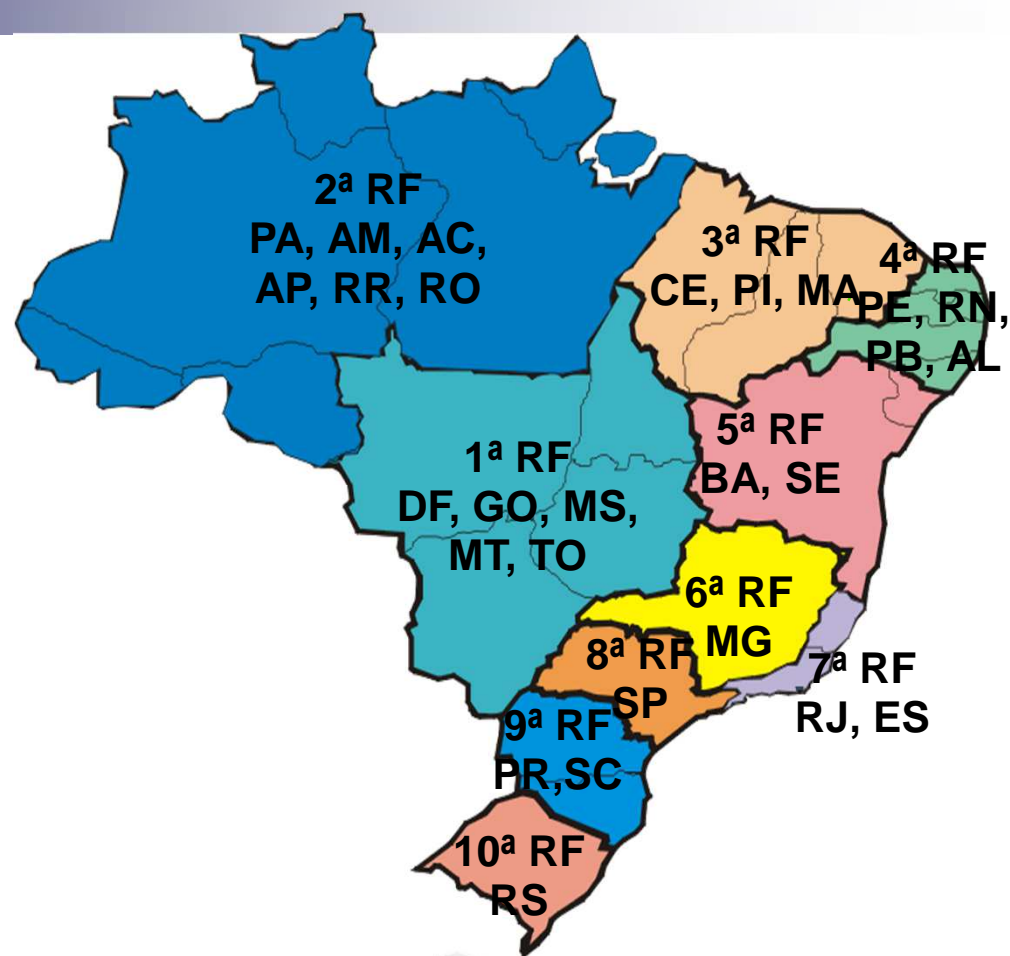 2ª RF
PA, AM, AC,
AP, RR, RO
3ª RF
CE, PI, MA
4ª RF
PE, RN,
PB, AL
5ª RF
BA, SE
1ª RF
DF, GO, MS,
MT, TO
6ª RF
MG
7ª RF
RJ, ES
8ª RF
SP
9ª RF
PR,SC
10ª RF
RS